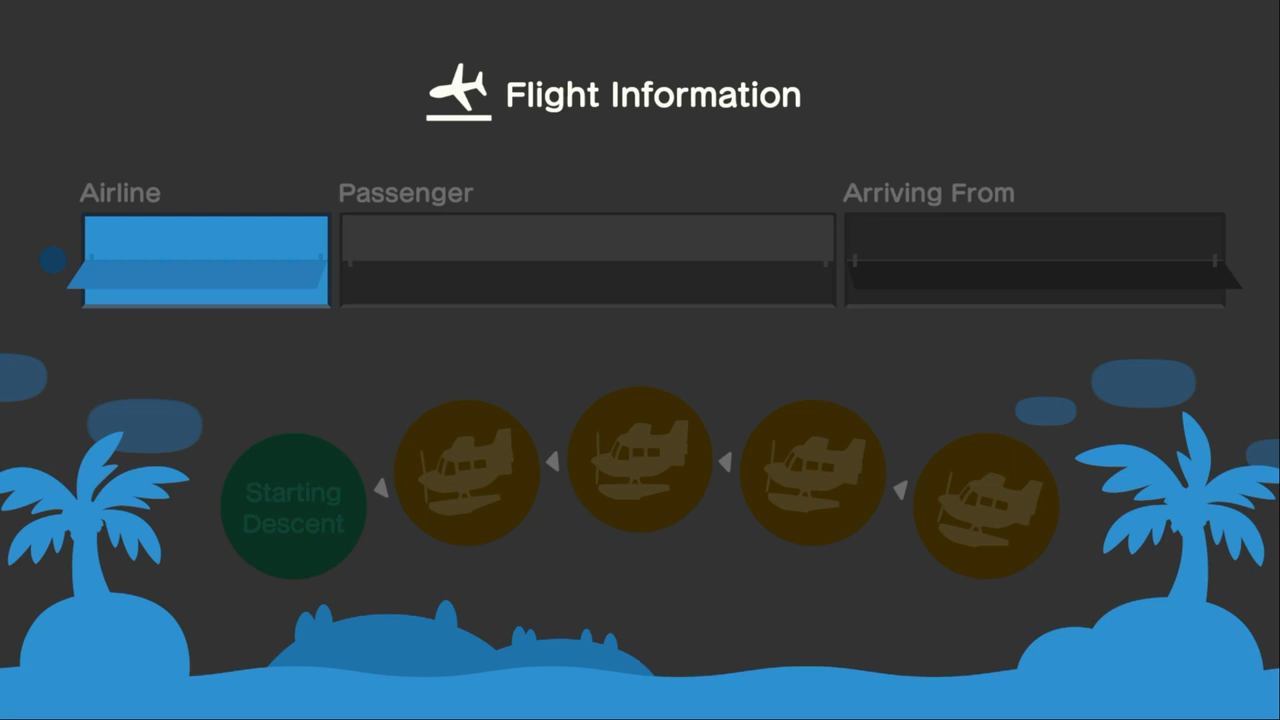 Flight Information
Airline
Passenger
Arriving From
Starting
Descent